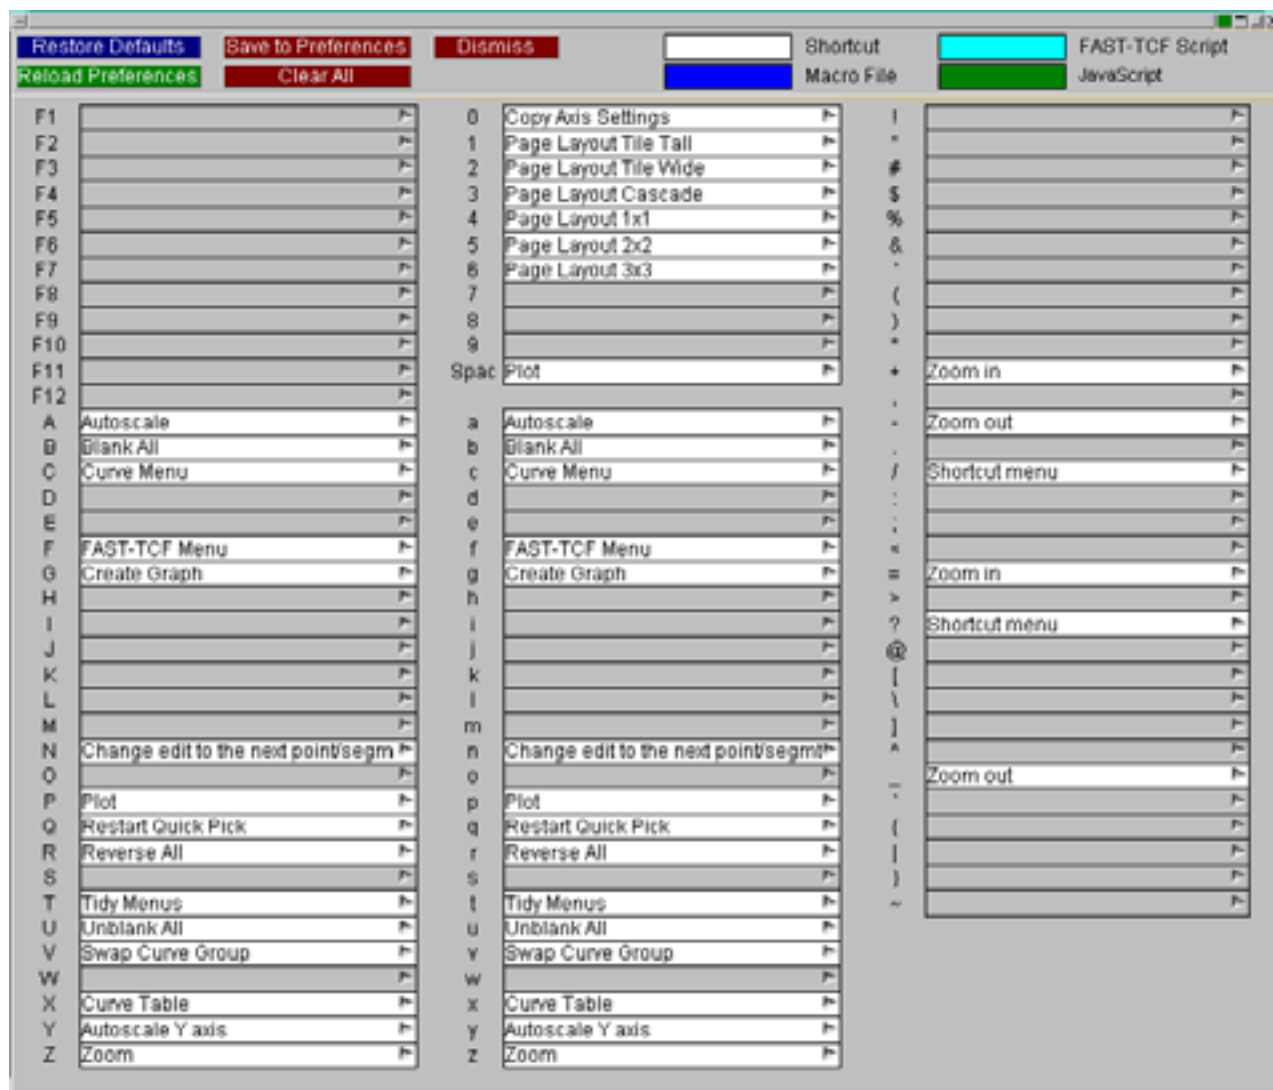 Restore Defaults Save to Preferences Dismiss Shortcut FAST-TCF Script
Reload Preferences Clear All Macro File JavaScript
F1 0 Copy Axis Settings !
F2 1 Page Layout Tile Tall "
F3 2 Page Layout Tile Wide #
F4 3 Page Layout Cascade $
F5 4 Page Layout 1x1 %
F6 5 Page Layout 2x2 &
F7 6 Page Layout 3x3 '
F8 7 (
F9 8 )
F10 9 *
F11 Spac Plot + Zoom in
F12 ,
A Autoscale a Autoscale - Zoom out
B Blank All b Blank All .
C Curve Menu c Curve Menu / Shortcut menu
D d :
E e ;
F FAST-TCF Menu f FAST-TCF Menu <
G Create Graph g Create Graph = Zoom in
H h >
I i ? Shortcut menu
J j @
K k [
L l \
M m ]
N Change edit to the next point/segm n Change edit to the next point/segmt ^
O o _ Zoom out
P Plot p Plot `
Q Restart Quick Pick q Restart Quick Pick {
R Reverse All r Reverse All |
S s }
T Tidy Menus t Tidy Menus ~
U Unblank All u Unblank All
V Swap Curve Group v Swap Curve Group
W w
X Curve Table x Curve Table
Y Autoscale Y axis y Autoscale Y axis
Z Zoom z Zoom